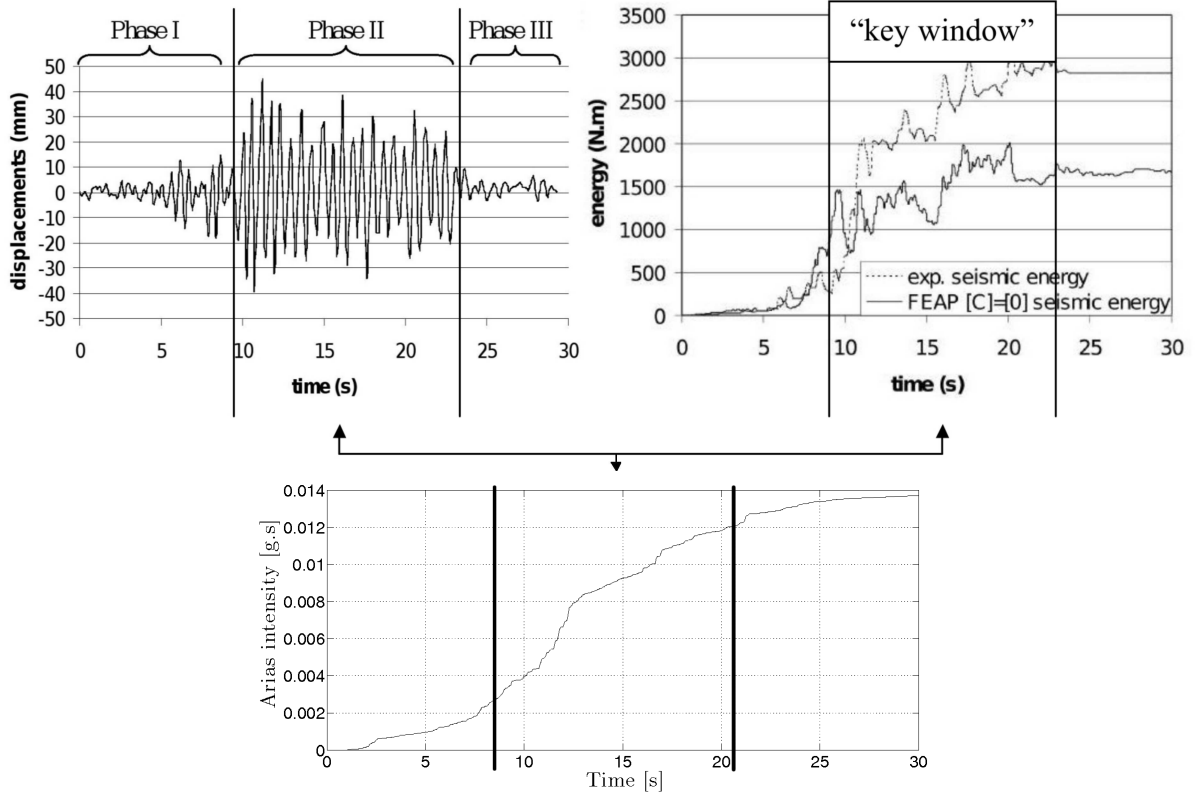 Phase I
Phase II
Phase III
50
40
30
20
10
0
-10
-20
-30
-40
-50
displacements (mm)
0 5 10 15 20 25 30
time (s)
“key window”
3500
3000
2500
2000
1500
1000
500
0
energy (N.m)
exp. seismic energy
FEAP [C]=[0] seismic energy
0 5 10 15 20 25 30
time (s)
0.014
0.012
0.01
0.008
0.006
0.004
0.002
0
Arias intensity [g.s]
0 5 10 15 20 25 30
Time [s]